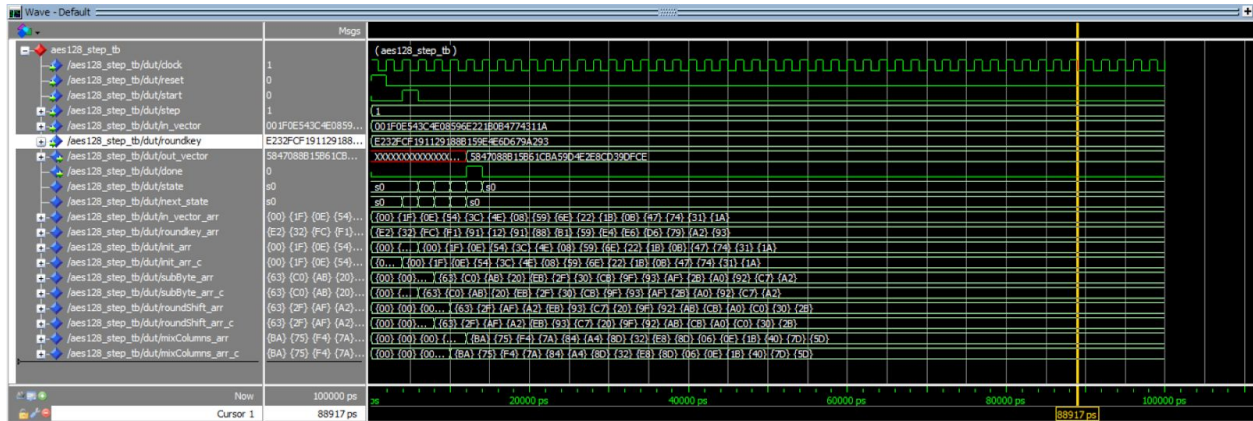 Wave - Default
Msgs
aes128_step_tb (aes128_step_tb)
/aes128_step_tb/dut/clock 1
/aes128_step_tb/dut/reset 0
/aes128_step_tb/dut/start 0
/aes128_step_tb/dut/step 1 1
/aes128_step_tb/dut/in_vector 001F0E543C4E0859... 001F0E543C4E08596E221B0B4774311A
/aes128_step_tb/dut/roundkey E232FCF191129188... E232FCF191129188B159E4E6D679A293
/aes128_step_tb/dut/out_vector 5847088B15B61CB... XXXXXXXXXXXXXX... 5847088B15B61CBA59D4E2E8CD39DFCE
/aes128_step_tb/dut/done 0
/aes128_step_tb/dut/state s0 s0 s0
/aes128_step_tb/dut/next_state s0 s0 s0
/aes128_step_tb/dut/in_vector_arr {00} {1F} {0E} {54}... {00} {1F} {0E} {54} {3C} {4E} {08} {59} {6E} {22} {1B} {0B} {47} {74} {31} {1A}
/aes128_step_tb/dut/roundkey_arr {E2} {32} {FC} {F1}... {E2} {32} {FC} {F1} {91} {12} {91} {88} {B1} {59} {E4} {E6} {D6} {79} {A2} {93}
/aes128_step_tb/dut/init_arr {00} {1F} {0E} {54}... {00} {... {00} {1F} {0E} {54} {3C} {4E} {08} {59} {6E} {22} {1B} {0B} {47} {74} {31} {1A}
/aes128_step_tb/dut/init_arr_c {00} {1F} {0E} {54}... {0... {00} {1F} {0E} {54} {3C} {4E} {08} {59} {6E} {22} {1B} {0B} {47} {74} {31} {1A}
/aes128_step_tb/dut/subByte_arr {63} {C0} {AB} {20}... {00} {00}... {63} {C0} {AB} {20} {EB} {2F} {30} {CB} {9F} {93} {AF} {2B} {A0} {92} {C7} {A2}
/aes128_step_tb/dut/subByte_arr_c {63} {C0} {AB} {20}... {00} {... {63} {C0} {AB} {20} {EB} {2F} {30} {CB} {9F} {93} {AF} {2B} {A0} {92} {C7} {A2}
/aes128_step_tb/dut/roundShift_arr {63} {2F} {AF} {A2}... {00} {00} {00... {63} {2F} {AF} {A2} {EB} {93} {C7} {20} {9F} {92} {AB} {CB} {A0} {C0} {30} {2B}
/aes128_step_tb/dut/roundShift_arr_c {63} {2F} {AF} {A2}... {00} {00}... {63} {2F} {AF} {A2} {EB} {93} {C7} {20} {9F} {92} {AB} {CB} {A0} {C0} {30} {2B}
/aes128_step_tb/dut/mixColumns_arr {BA} {75} {F4} {7A}... {00} {00} {00} {... {BA} {75} {F4} {7A} {84} {A4} {8D} {32} {E8} {8D} {06} {0E} {1B} {40} {7D} {5D}
/aes128_step_tb/dut/mixColumns_arr_c {BA} {75} {F4} {7A}... {00} {00} {00... {BA} {75} {F4} {7A} {84} {A4} {8D} {32} {E8} {8D} {06} {0E} {1B} {40} {7D} {5D}
Now 100000 ps ps 20000 ps 40000 ps 60000 ps 80000 ps 100000 ps
Cursor 1 88917 ps 88917 ps